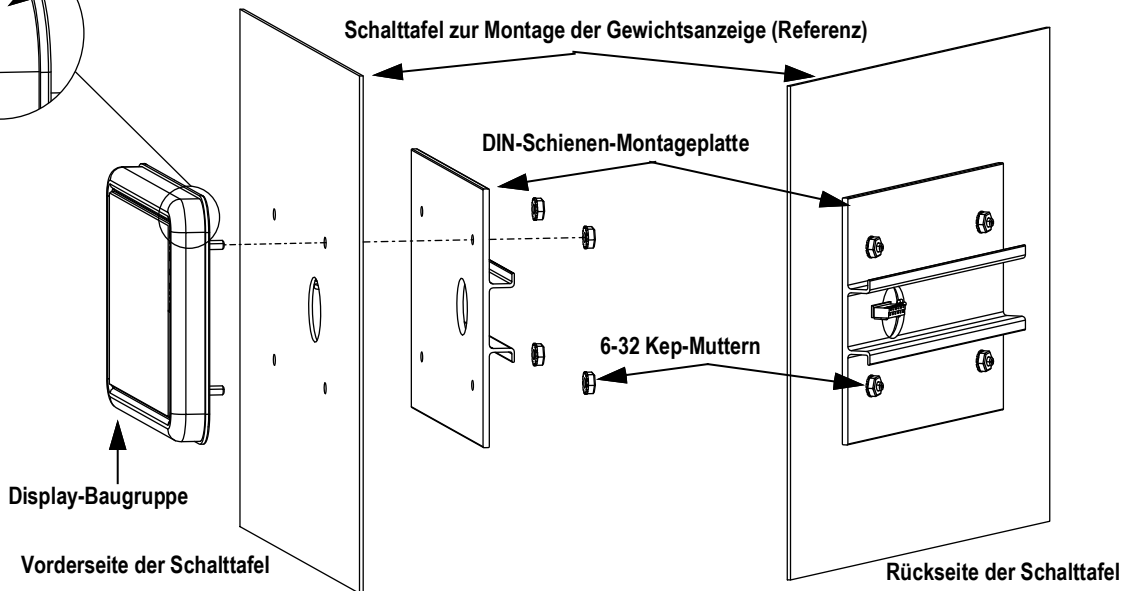 Schalttafel zur Montage der Gewichtsanzeige (Referenz)
DIN-Schienen-Montageplatte
6-32 Kep-Muttern
Display-Baugruppe
Vorderseite der Schalttafel
Rückseite der Schalttafel